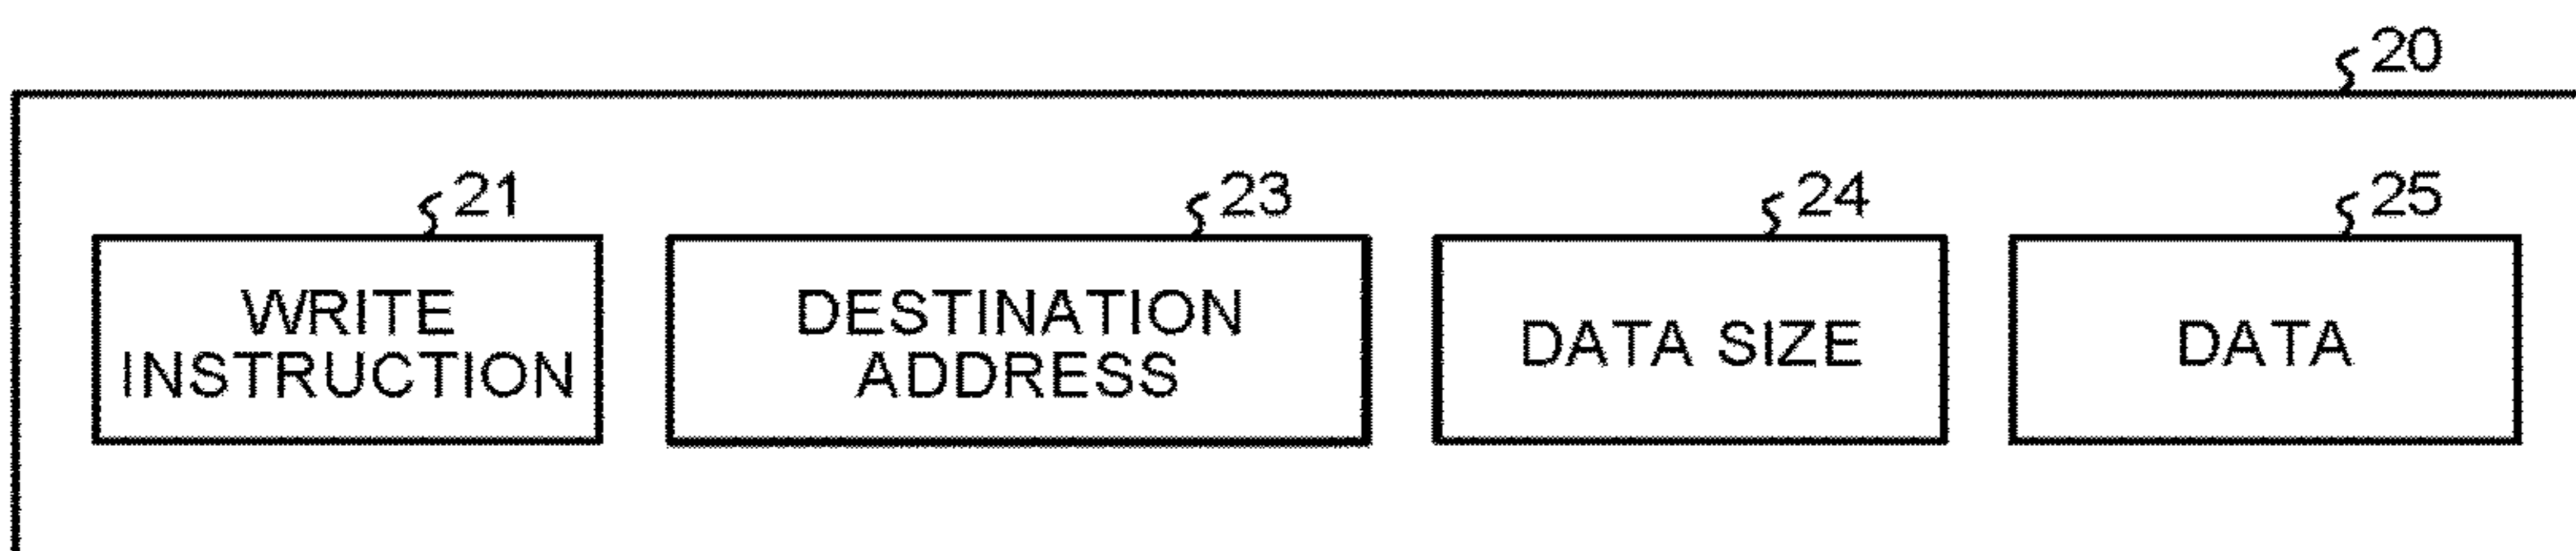 20
21
23
24
25
WRITE
INSTRUCTION
DESTINATION
ADDRESS
DATA SIZE
DATA